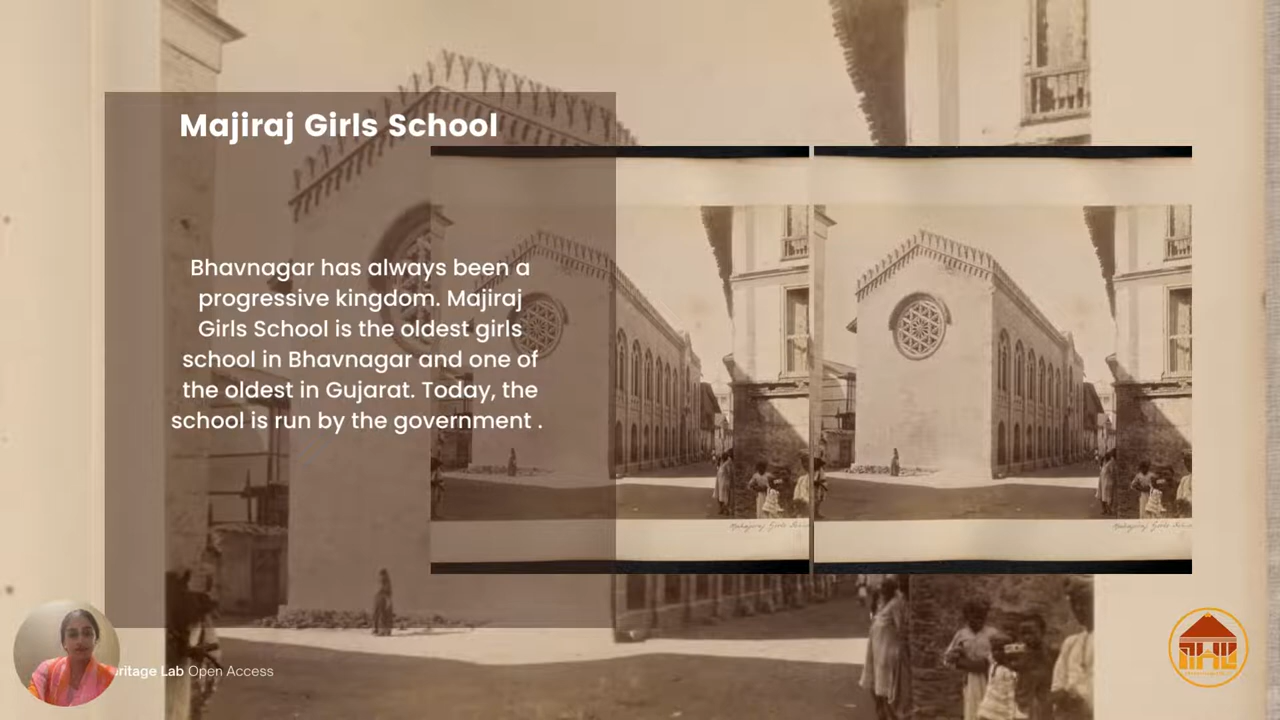 Majiraj Girls School
Bhavnagar has always been a
progressive kingdom. Majiraj
Girls School is the oldest girls
school in Bhavnagar and one of
the oldest in Gujarat. Today, the
school is run by the government .
Lab Open Access